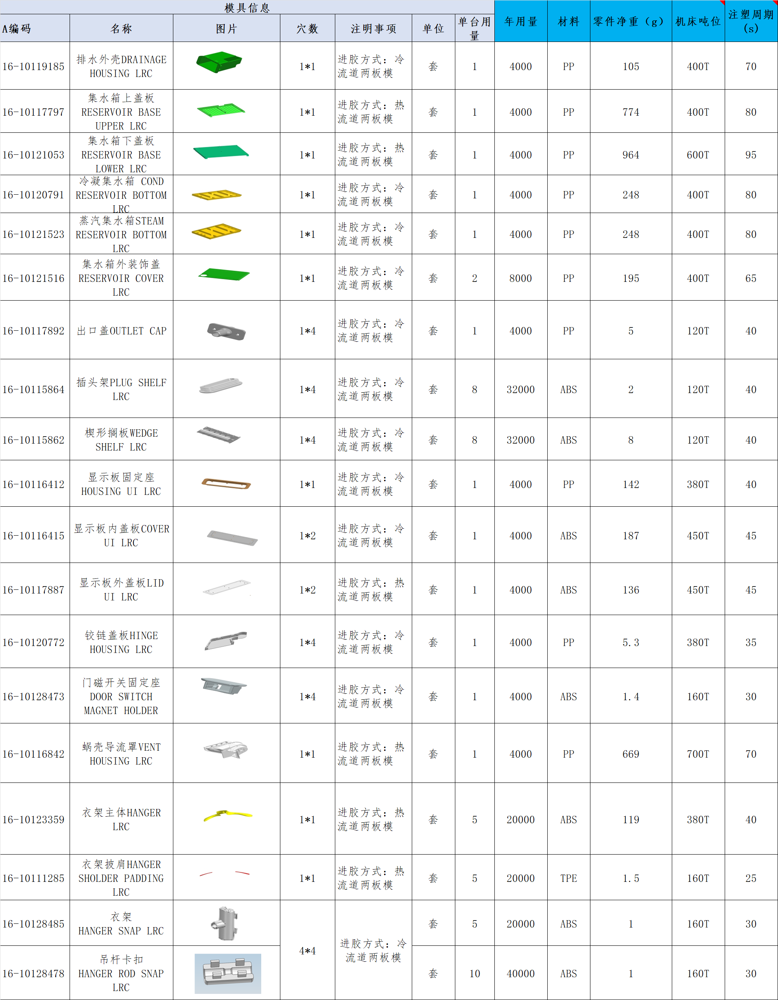 模具信息
A编码 名称 图片 穴数 注明事项 单位 单台用量 年用量 材料 零件净重（g） 机床吨位 注塑周期(s)
16-10119185 排水外壳DRAINAGE HOUSING LRC 1*1 进胶方式：冷流道两板模 套 1 4000 PP 105 400T 70
16-10117797 集水箱上盖板 RESERVOIR BASE UPPER LRC 1*1 进胶方式：热流道两板模 套 1 4000 PP 774 400T 80
16-10121053 集水箱下盖板 RESERVOIR BASE LOWER LRC 1*1 进胶方式：热流道两板模 套 1 4000 PP 964 600T 95
16-10120791 冷凝集水箱 COND RESERVOIR BOTTOM LRC 1*1 进胶方式：冷流道两板模 套 1 4000 PP 248 400T 80
16-10121523 蒸汽集水箱STEAM RESERVOIR BOTTOM LRC 1*1 进胶方式：冷流道两板模 套 1 4000 PP 248 400T 80
16-10121516 集水箱外装饰盖 RESERVOIR COVER LRC 1*1 进胶方式：冷流道两板模 套 2 8000 PP 195 400T 65
16-10117892 出口盖OUTLET CAP 1*4 进胶方式：冷流道两板模 套 1 4000 PP 5 120T 40
16-10115864 插头架PLUG SHELF LRC 1*4 进胶方式：冷流道两板模 套 8 32000 ABS 2 120T 40
16-10115862 楔形搁板WEDGE SHELF LRC 1*4 进胶方式：冷流道两板模 套 8 32000 ABS 8 120T 40
16-10116412 显示板固定座 HOUSING UI LRC 1*1 进胶方式：冷流道两板模 套 1 4000 PP 142 380T 40
16-10116415 显示板内盖板COVER UI LRC 1*2 进胶方式：冷流道两板模 套 1 4000 ABS 187 450T 45
16-10117887 显示板外盖板LID UI LRC 1*2 进胶方式：热流道两板模 套 1 4000 ABS 136 450T 45
16-10120772 铰链盖板HINGE HOUSING LRC 1*4 进胶方式：冷流道两板模 套 1 4000 PP 5.3 380T 35
16-10128473 门磁开关固定座 DOOR SWITCH MAGNET HOLDER 1*4 进胶方式：冷流道两板模 套 1 4000 ABS 1.4 160T 30
16-10116842 蜗壳导流罩VENT HOUSING LRC 1*1 进胶方式：热流道两板模 套 1 4000 PP 669 700T 70
16-10123359 衣架主体HANGER LRC 1*1 进胶方式：热流道两板模 套 5 20000 ABS 119 380T 40
16-10111285 衣架披肩HANGER SHOLDER PADDING LRC 1*1 进胶方式：热流道两板模 套 5 20000 TPE 1.5 160T 25
16-10128485 衣架 HANGER SNAP LRC 4*4 进胶方式：冷流道两板模 套 5 20000 ABS 1 160T 30
16-10128478 吊杆卡扣 HANGER ROD SNAP LRC 套 10 40000 ABS 1 160T 30